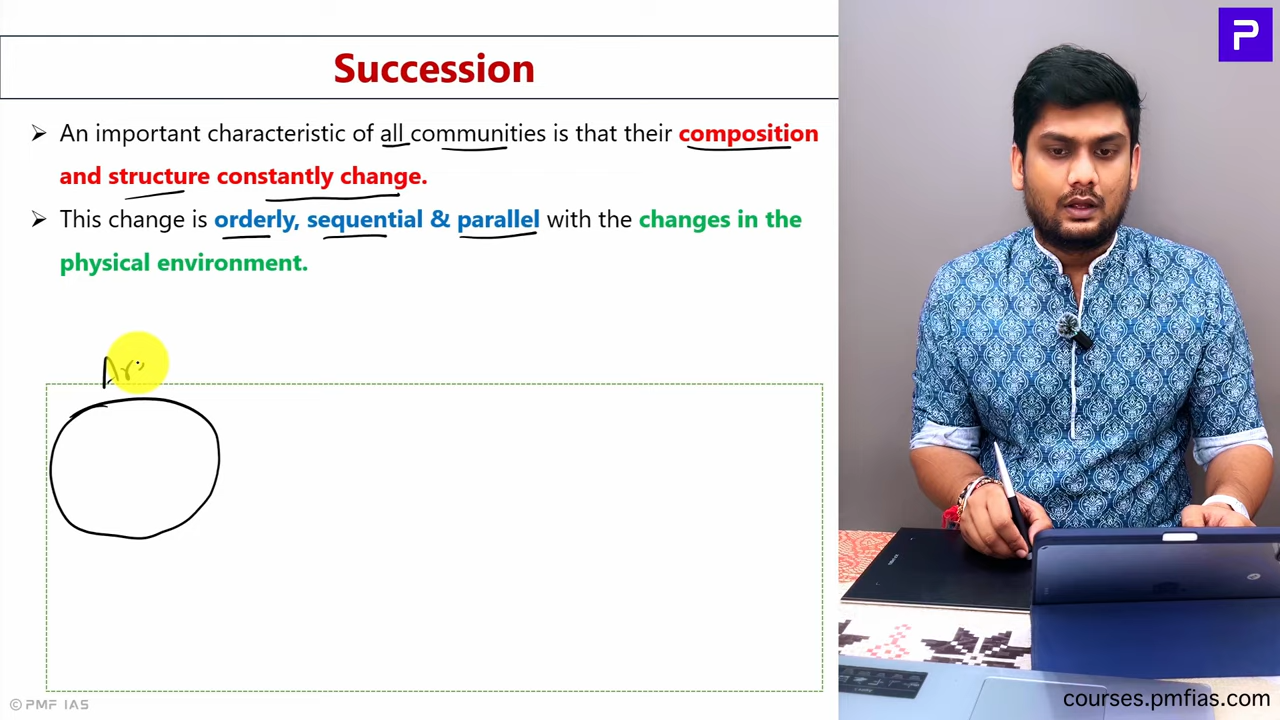 P
Succession
➢ An important characteristic of all communities is that their composition
and structure constantly change.
➢ This change is orderly, sequential & parallel with the changes in the
physical environment.
© PMF IAS
courses.pmfias.com